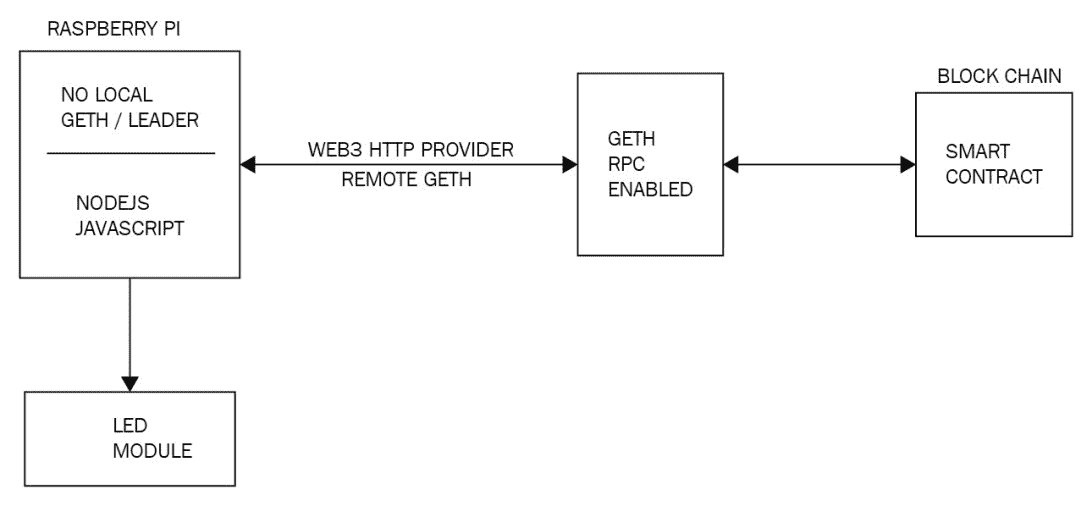 RASPBERRY PI
NO LOCAL
GETH / LEADER
NODEJS
JAVASCRIPT
WEB3 HTTP PROVIDER
REMOTE GETH
GETH
RPC
ENABLED
BLOCK CHAIN
SMART
CONTRACT
LED
MODULE